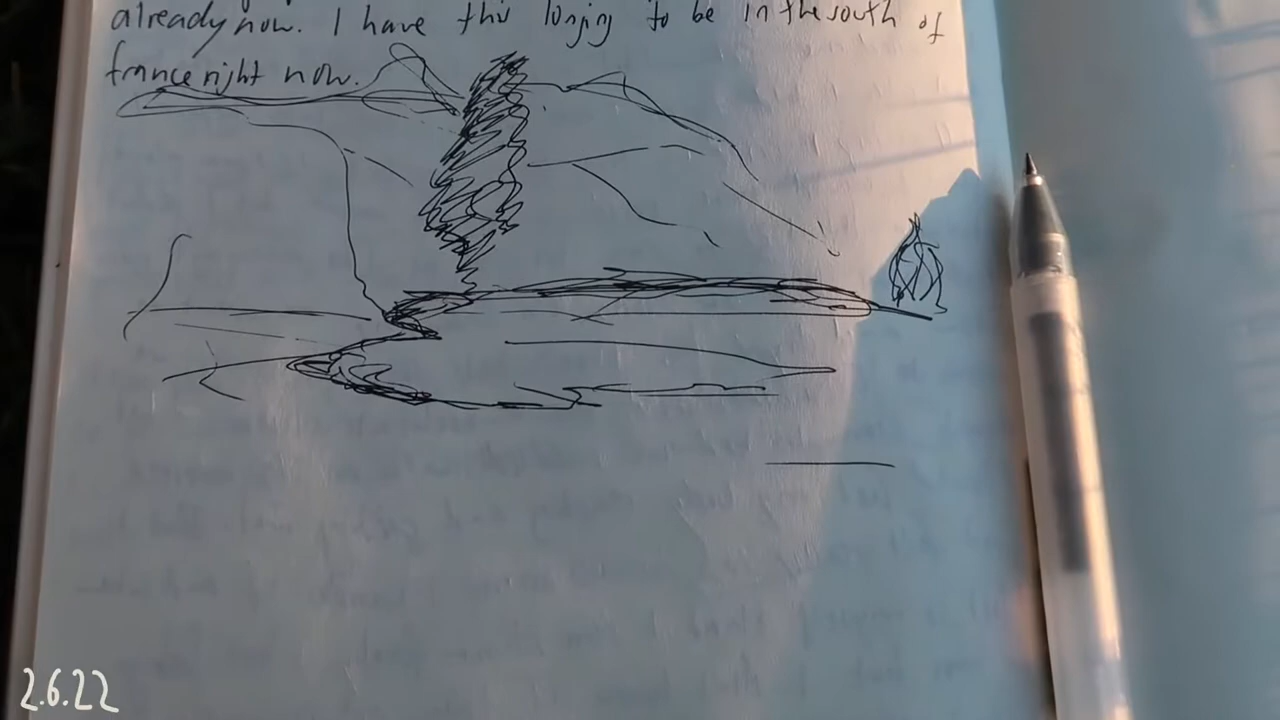 already now. I have this longing to be in the south of
france right now.
2.6.22